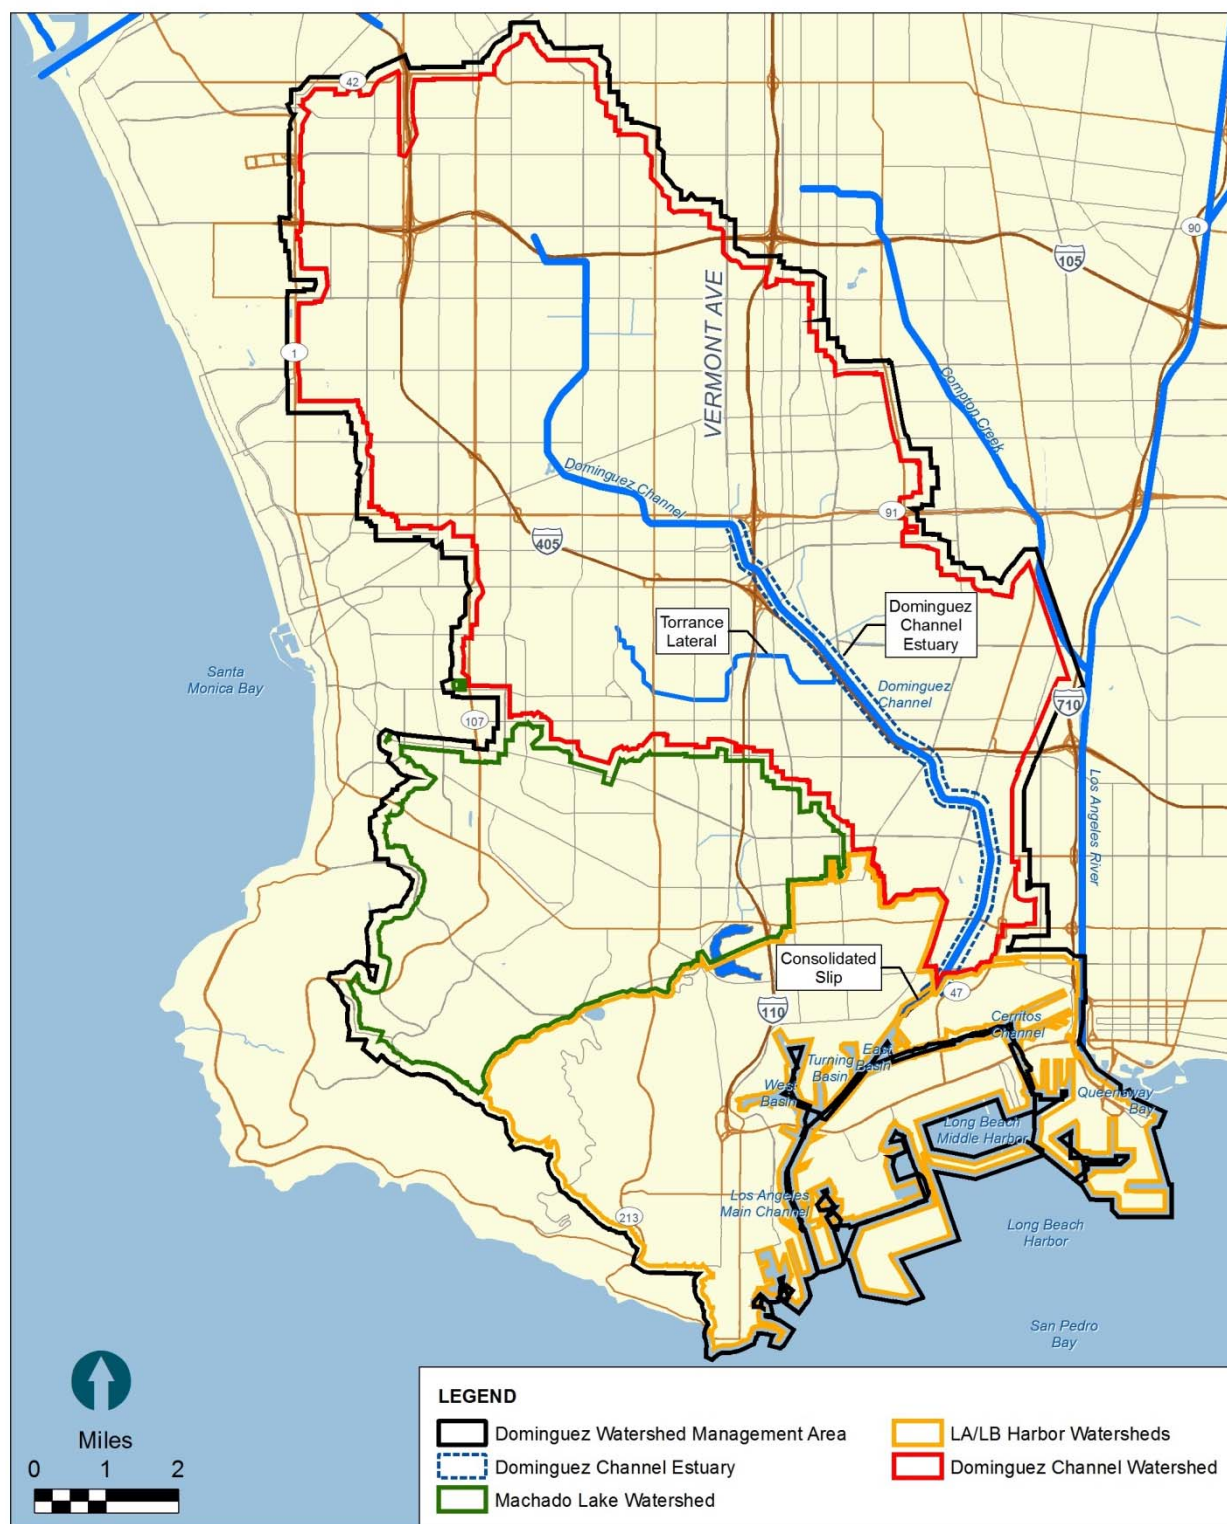 42
90
105
VERMONT AVE
1
Compton Creek
Dominguez Channel
91
405
Torrance
Lateral
Dominguez
Channel
Estuary
Santa
Monica Bay
Dominguez
Channel
710
107
Los Angeles River
Consolidated
Slip
47
110
Cerritos
Channel
East
Basin
Turning
Basin
West
Basin
Queensway
Bay
Long Beach
Middle Harbor
Los Angeles
Main Channel
213
Long Beach
Harbor
San Pedro
Bay
Miles
0 1 2
LEGEND
Dominguez Watershed Management Area
Dominguez Channel Estuary
Machado Lake Watershed
LA/LB Harbor Watersheds
Dominguez Channel Watershed